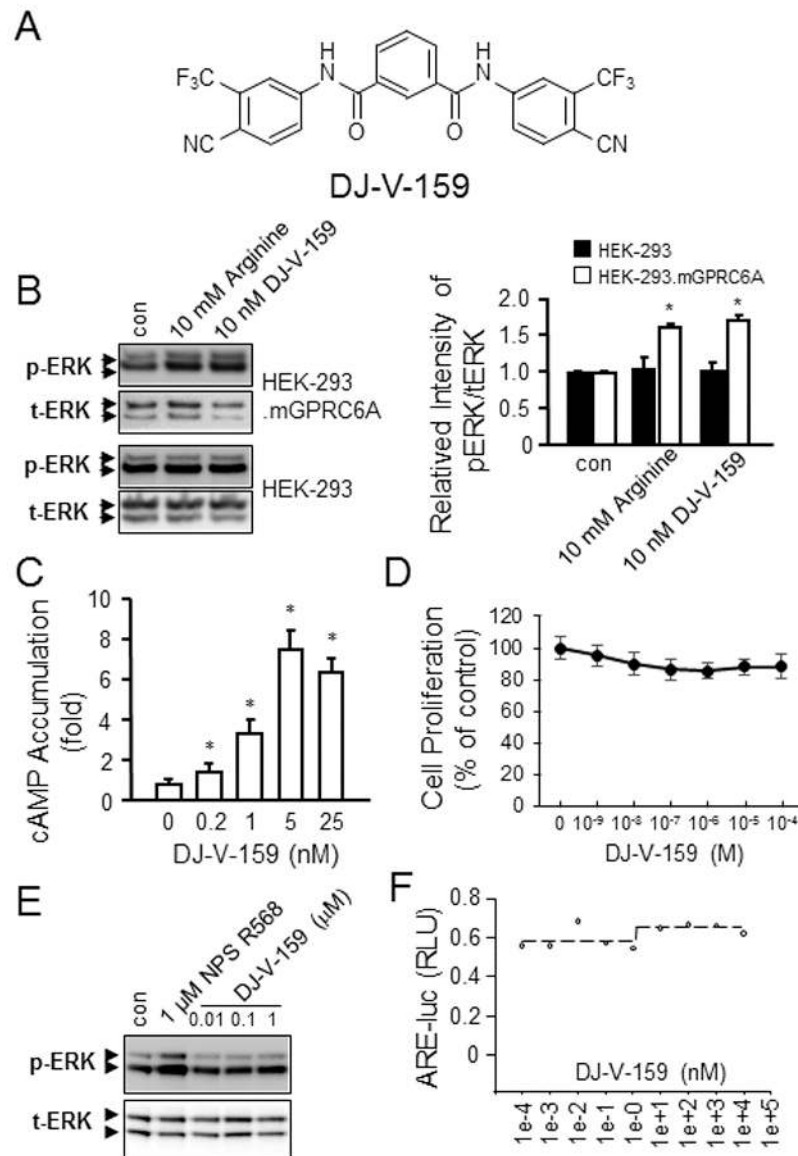 A
H
N
H
N
F₃C
CF₃
NC
O
O
CN
DJ-V-159
B
con
10 mM Arginine
10 nM DJ-V-159
p-ERK
t-ERK
HEK-293
.mGPRC6A
p-ERK
t-ERK
HEK-293
HEK-293
HEK-293.mGPRC6A
Relatived Intensity of
pERK/tERK
2.0
1.5
1.0
0.5
0
*
*
con
10 mM Arginine
10 nM DJ-V-159
C
cAMP Accumulation
(fold)
10
8
6
4
2
0
*
*
*
*
0 0.2 1 5 25
DJ-V-159 (nM)
D
Cell Proliferation
(% of control)
120
100
80
60
40
20
0
0 10⁻⁹ 10⁻⁸ 10⁻⁷ 10⁻⁶ 10⁻⁵ 10⁻⁴
DJ-V-159 (M)
E
con
1 µM NPS R568
DJ-V-159 (µM)
0.01 0.1 1
p-ERK
t-ERK
F
ARE-luc (RLU)
0.8
0.6
0.4
0.2
0
DJ-V-159 (nM)
1e-4
1e-3
1e-2
1e-1
1e-0
1e+1
1e+2
1e+3
1e+4
1e+5